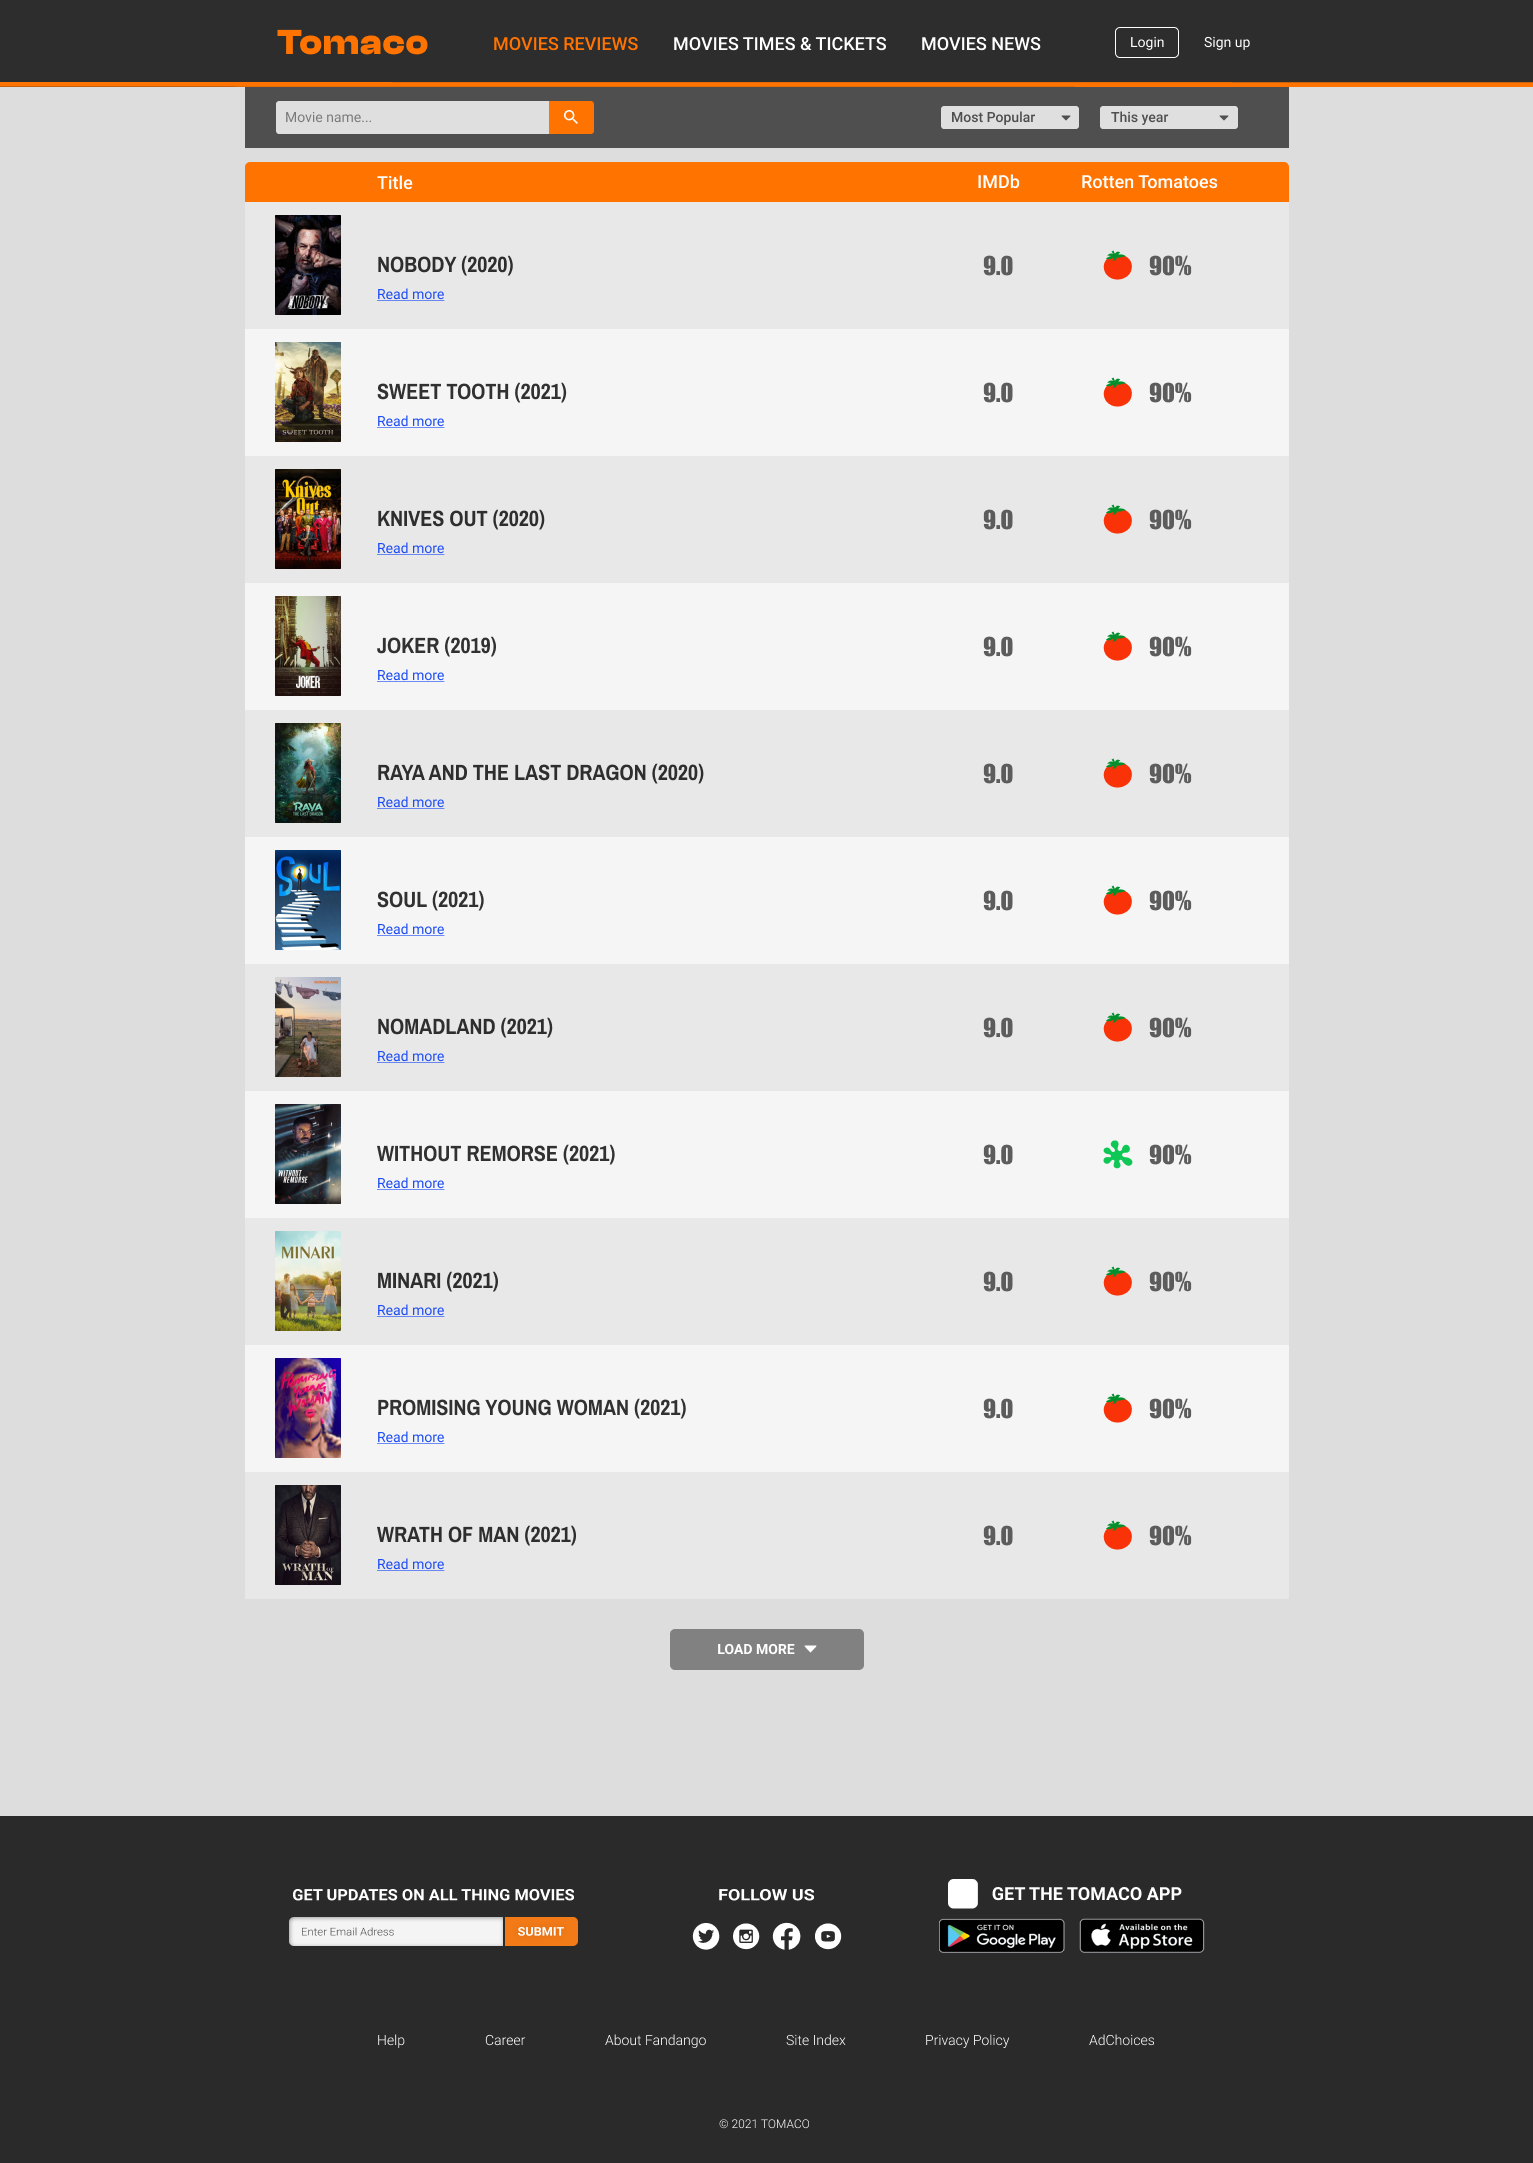 Tomaco
MOVIES REVIEWS MOVIES TIMES & TICKETS MOVIES NEWS Login Sign up
Movie name... Most Popular This year
Title IMDb Rotten Tomatoes
NOBODY
NOBODY (2020) 9.0 90%
Read more
SWEET TOOTH
SWEET TOOTH (2021) 9.0 90%
Read more
Knives
Out
KNIVES OUT (2020) 9.0 90%
Read more
JOKER
JOKER (2019) 9.0 90%
Read more
RAYA
THE LAST DRAGON
RAYA AND THE LAST DRAGON (2020) 9.0 90%
Read more
SOUL
SOUL (2021) 9.0 90%
Read more
NOMADLAND (2021) 9.0 90%
Read more
WITHOUT
REMORSE
WITHOUT REMORSE (2021) 9.0 90%
Read more
MINARI
MINARI (2021) 9.0 90%
Read more
PROMISING
YOUNG
WOMAN
PROMISING YOUNG WOMAN (2021) 9.0 90%
Read more
WRATH OF
MAN
WRATH OF MAN (2021) 9.0 90%
Read more
LOAD MORE
GET UPDATES ON ALL THING MOVIES
Enter Email Adress SUBMIT
FOLLOW US
GET THE TOMACO APP
GET IT ON
Google Play
Available on the
App Store
Help Career About Fandango Site Index Privacy Policy AdChoices
© 2021 TOMACO